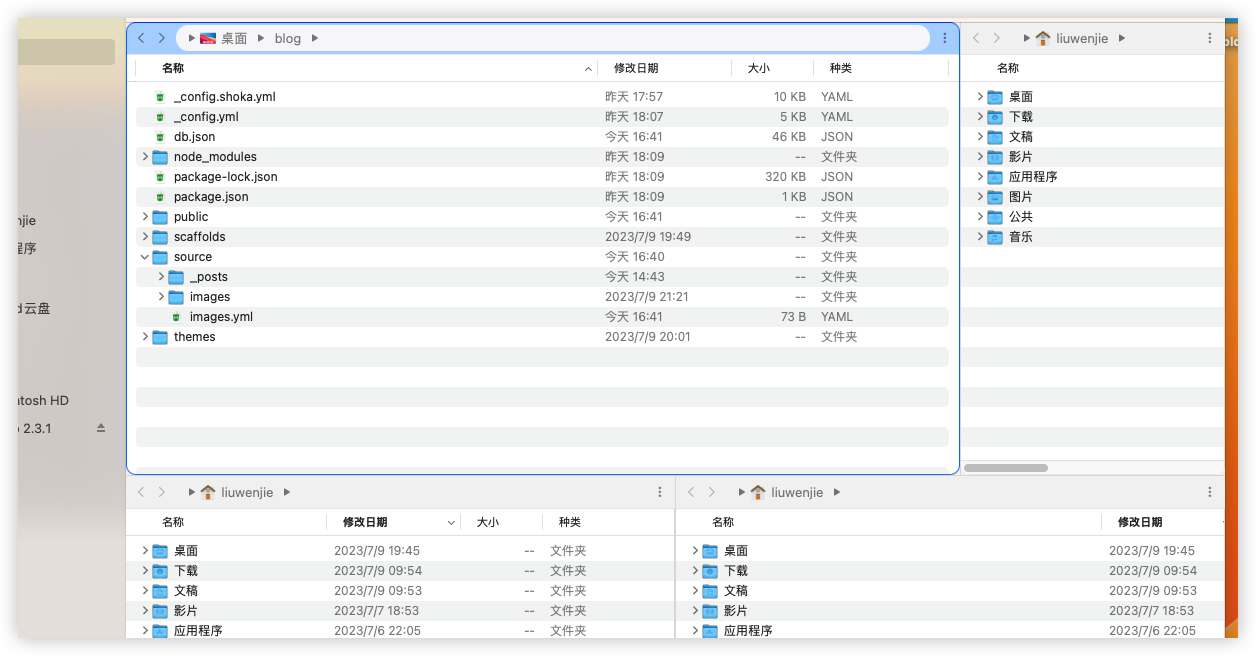 桌面 blog
名称 修改日期 大小 种类
_config.shoka.yml 昨天 17:57 10 KB YAML
_config.yml 昨天 18:07 5 KB YAML
db.json 今天 16:41 46 KB JSON
node_modules 昨天 18:09 -- 文件夹
package-lock.json 昨天 18:09 320 KB JSON
package.json 昨天 18:09 1 KB JSON
public 今天 16:41 -- 文件夹
scaffolds 2023/7/9 19:49 -- 文件夹
source 今天 16:40 -- 文件夹
_posts 今天 14:43 -- 文件夹
images 2023/7/9 21:21 -- 文件夹
images.yml 今天 16:41 73 B YAML
themes 2023/7/9 20:01 -- 文件夹
liuwenjie
名称
桌面
下载
文稿
影片
应用程序
图片
公共
音乐
njie
程序
d云盘
ntosh HD
2.3.1
liuwenjie
名称 修改日期 大小 种类
桌面 2023/7/9 19:45 -- 文件夹
下载 2023/7/9 09:54 -- 文件夹
文稿 2023/7/9 09:53 -- 文件夹
影片 2023/7/7 18:53 -- 文件夹
应用程序 2023/7/6 22:05 -- 文件夹
liuwenjie
名称 修改日期
桌面 2023/7/9 19:45
下载 2023/7/9 09:54
文稿 2023/7/9 09:53
影片 2023/7/7 18:53
应用程序 2023/7/6 22:05